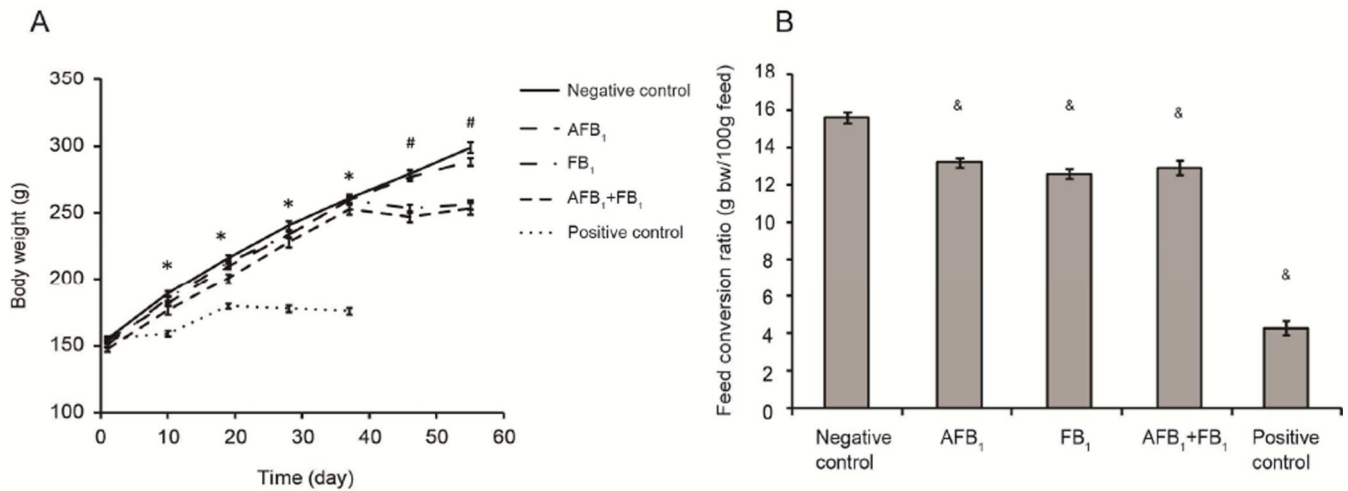 A
Body weight (g)
350
300
250
200
150
100
* * * * # #
0 10 20 30 40 50 60
Time (day)
Negative control
AFB₁
FB₁
AFB₁+FB₁
Positive control
B
Feed conversion ratio (g bw/100g feed)
18
16
14
12
10
8
6
4
2
0
& & & &
Negative
control
AFB₁
FB₁
AFB₁+FB₁
Positive
control